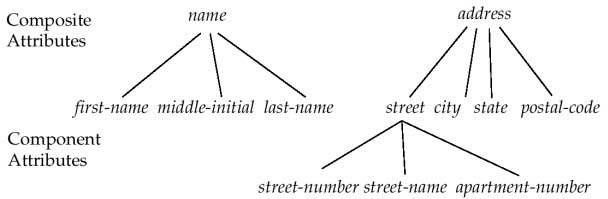 Composite name address
Attributes
first-name middle-initial last-name street city state postal-code
Component
Attributes
street-number street-name apartment-number